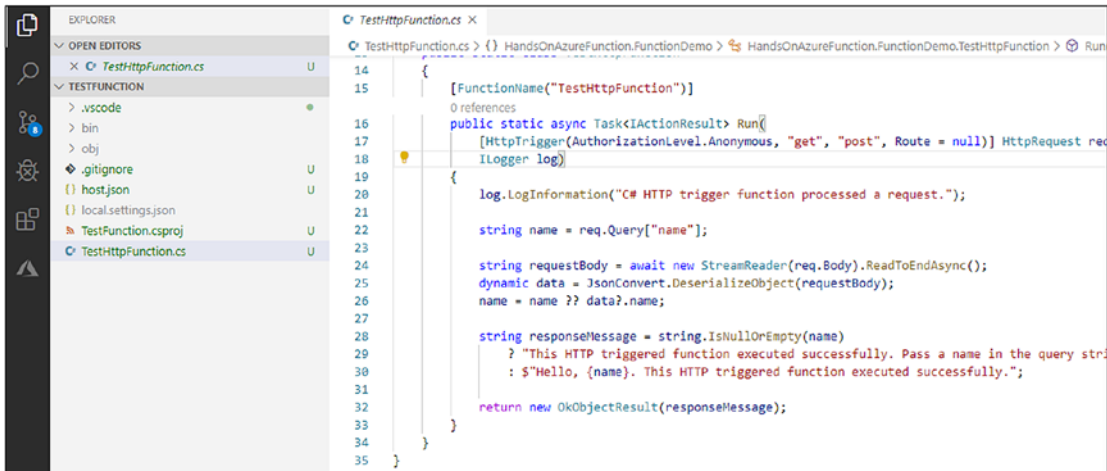 EXPLORER
OPEN EDITORS
TestHttpFunction.cs U
TESTFUNCTION
.vscode
bin
obj
.gitignore U
host.json U
local.settings.json
TestFunction.csproj U
TestHttpFunction.cs U
8
TestHttpFunction.cs
TestHttpFunction.cs > {} HandsOnAzureFunction.FunctionDemo > HandsOnAzureFunction.FunctionDemo.TestHttpFunction > Run
14 {
15 [FunctionName("TestHttpFunction")]
0 references
16 public static async Task<IActionResult> Run(
17 [HttpTrigger(AuthorizationLevel.Anonymous, "get", "post", Route = null)] HttpRequest rec
18 ILogger log)
19 {
20 log.LogInformation("C# HTTP trigger function processed a request.");
21
22 string name = req.Query["name"];
23
24 string requestBody = await new StreamReader(req.Body).ReadToEndAsync();
25 dynamic data = JsonConvert.DeserializeObject(requestBody);
26 name = name ?? data?.name;
27
28 string responseMessage = string.IsNullOrEmpty(name)
29 ? "This HTTP triggered function executed successfully. Pass a name in the query stri
30 : $"Hello, {name}. This HTTP triggered function executed successfully.";
31
32 return new OkObjectResult(responseMessage);
33 }
34 }
35 }